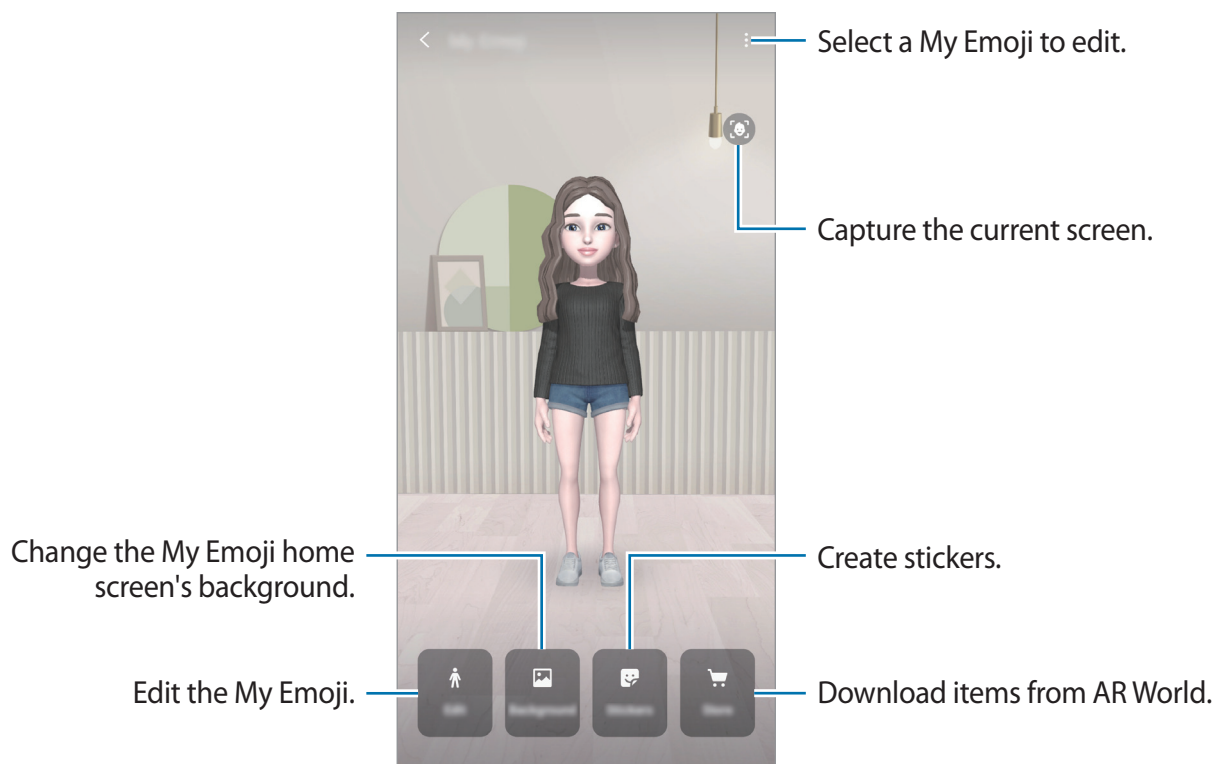 Select a My Emoji to edit.
Capture the current screen.
Change the My Emoji home
screen's background.
Create stickers.
Edit the My Emoji.
Download items from AR World.